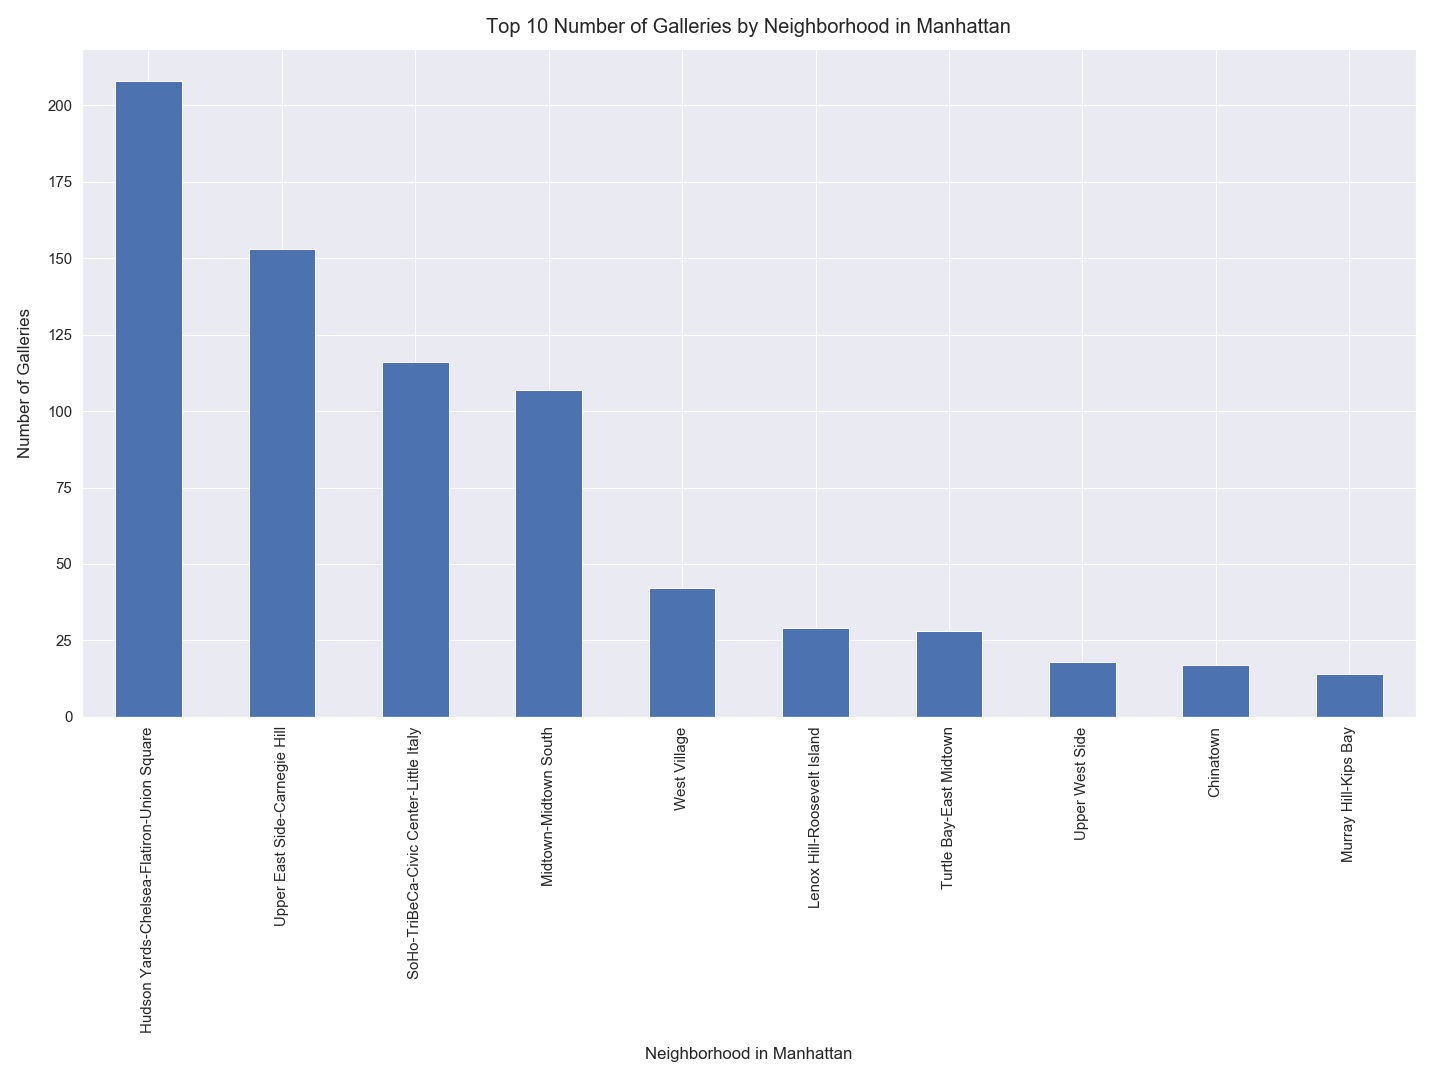 Top 10 Number of Galleries by Neighborhood in Manhattan
Number of Galleries
200
175
150
125
100
75
50
25
0
Hudson Yards-Chelsea-Flatiron-Union Square
Upper East Side-Carnegie Hill
SoHo-TriBeCa-Civic Center-Little Italy
Midtown-Midtown South
West Village
Lenox Hill-Roosevelt Island
Turtle Bay-East Midtown
Upper West Side
Chinatown
Murray Hill-Kips Bay
Neighborhood in Manhattan